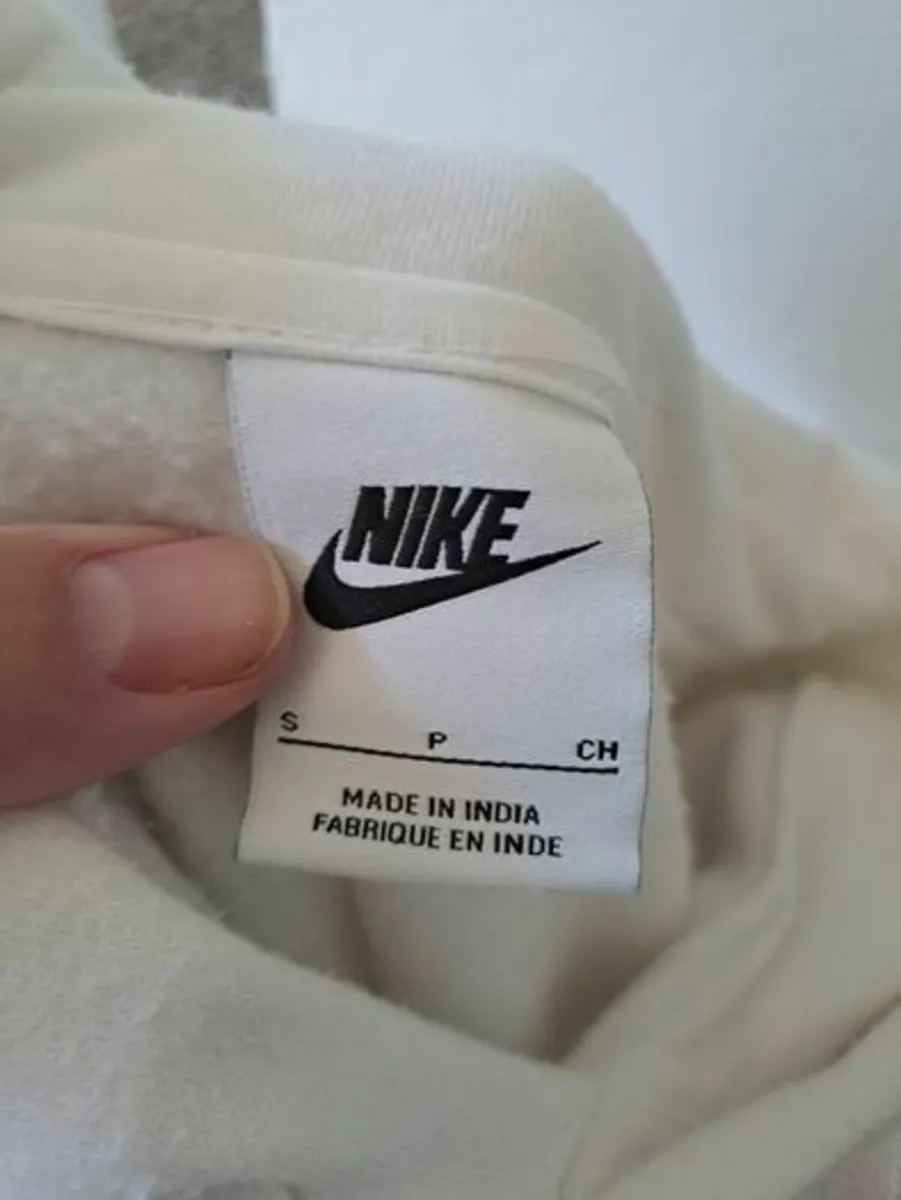 NIKE
S P CH
MADE IN INDIA
FABRIQUE EN INDE